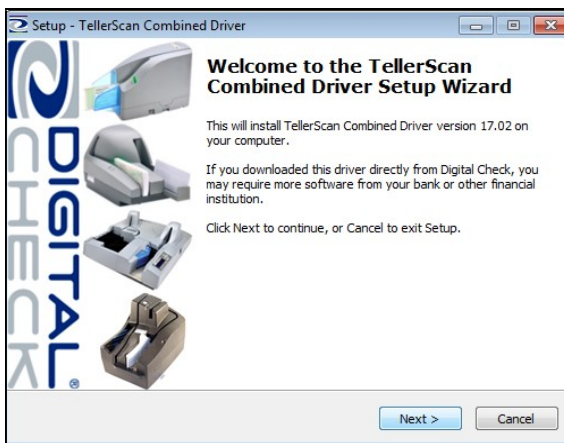 Setup - TellerScan Combined Driver
Welcome to the TellerScan
Combined Driver Setup Wizard
This will install TellerScan Combined Driver version 17.02 on
your computer.
If you downloaded this driver directly from Digital Check, you
may require more software from your bank or other financial
institution.
Click Next to continue, or Cancel to exit Setup.
DIGITAL
CHECK®
Next >
Cancel